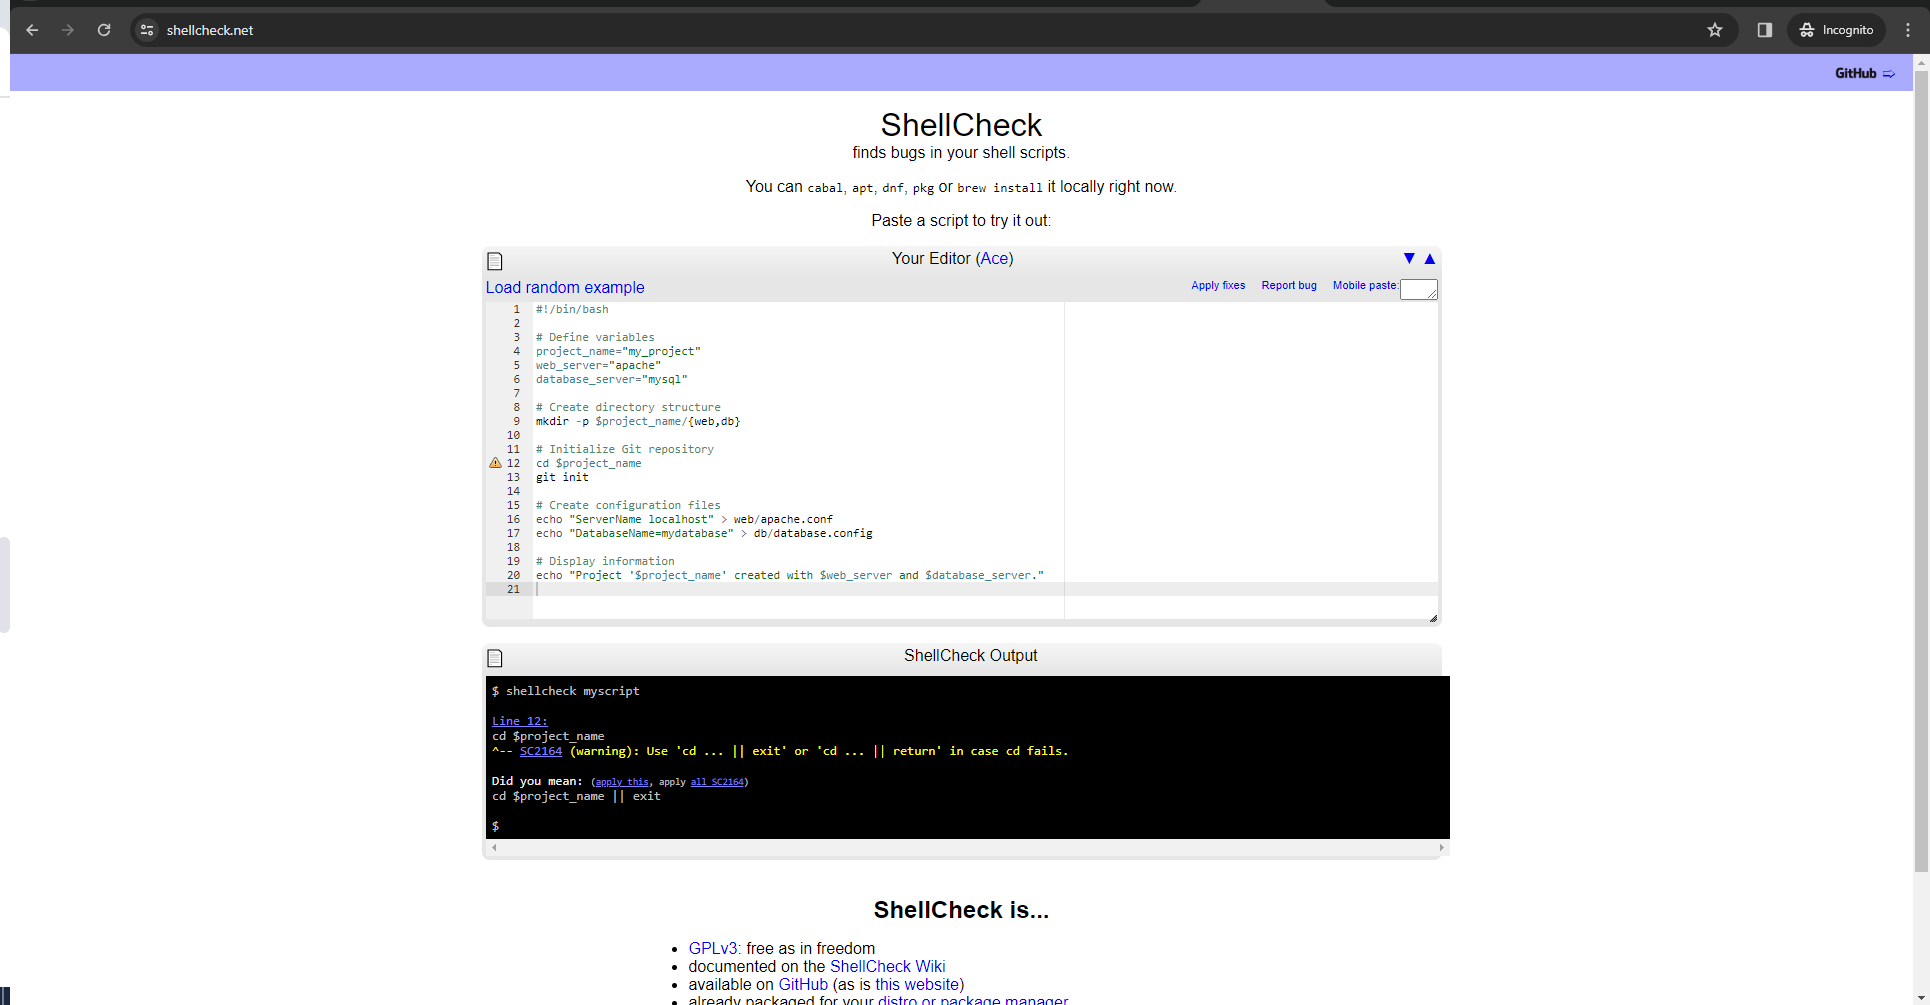 shellcheck.net
Incognito
GitHub ⇨
ShellCheck
finds bugs in your shell scripts.
You can cabal, apt, dnf, pkg or brew install it locally right now.
Paste a script to try it out:
Your Editor (Ace)
▼ ▲
Load random example
Apply fixes Report bug Mobile paste:
1 #!/bin/bash
2
3 # Define variables
4 project_name="my_project"
5 web_server="apache"
6 database_server="mysql"
7
8 # Create directory structure
9 mkdir -p $project_name/{web,db}
10
11 # Initialize Git repository
12 cd $project_name
13 git init
14
15 # Create configuration files
16 echo "ServerName localhost" > web/apache.conf
17 echo "DatabaseName=mydatabase" > db/database.config
18
19 # Display information
20 echo "Project '$project_name' created with $web_server and $database_server."
21
ShellCheck Output
$ shellcheck myscript
Line 12:
cd $project_name
^-- SC2164 (warning): Use 'cd ... || exit' or 'cd ... || return' in case cd fails.
Did you mean: (apply this, apply all SC2164)
cd $project_name || exit
$
ShellCheck is...
• GPLv3: free as in freedom
• documented on the ShellCheck Wiki
• available on GitHub (as is this website)
• already packaged for your distro or package manager